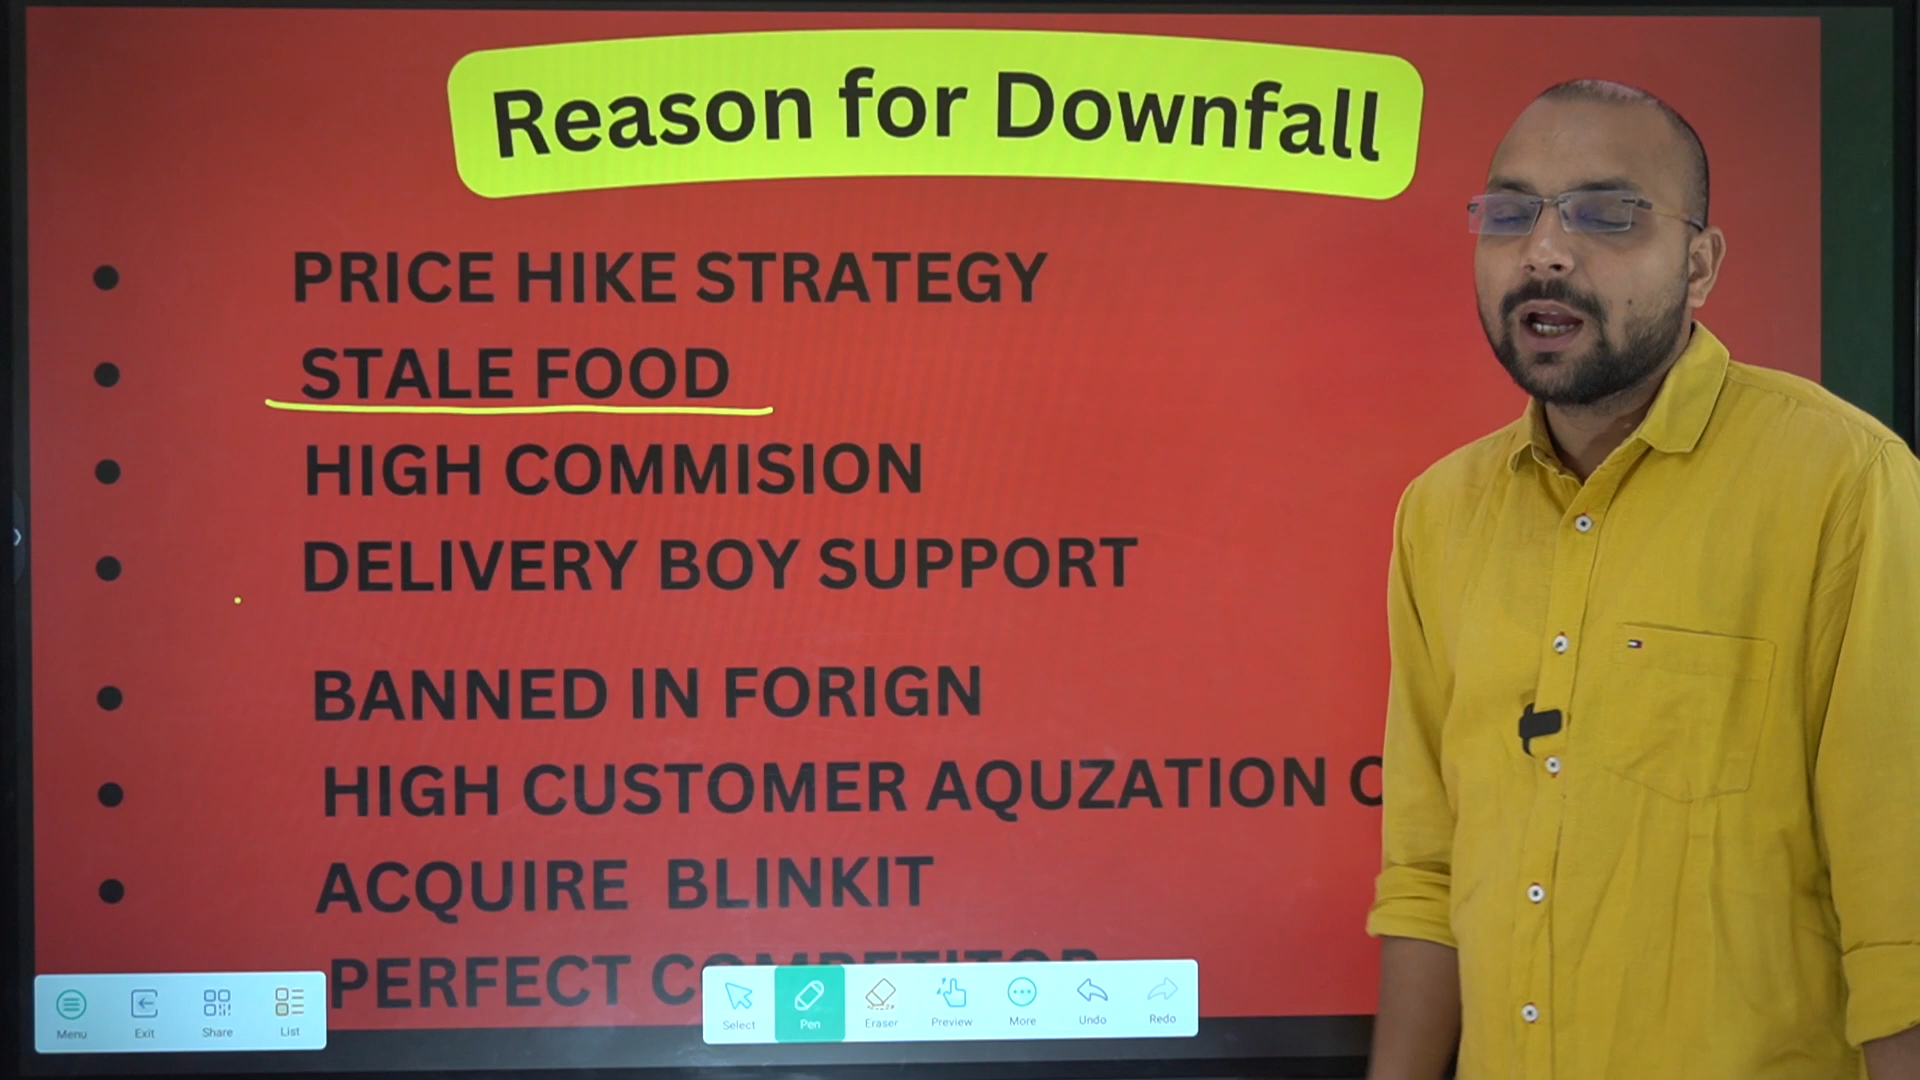 Reason for Downfall
PRICE HIKE STRATEGY
STALE FOOD
HIGH COMMISION
DELIVERY BOY SUPPORT
BANNED IN FORIGN
HIGH CUSTOMER AQUZATION
ACQUIRE BLINKIT
PERFECT COMPETITOR
Menu Exit Share List
Select Pen Eraser Preview More Undo Redo